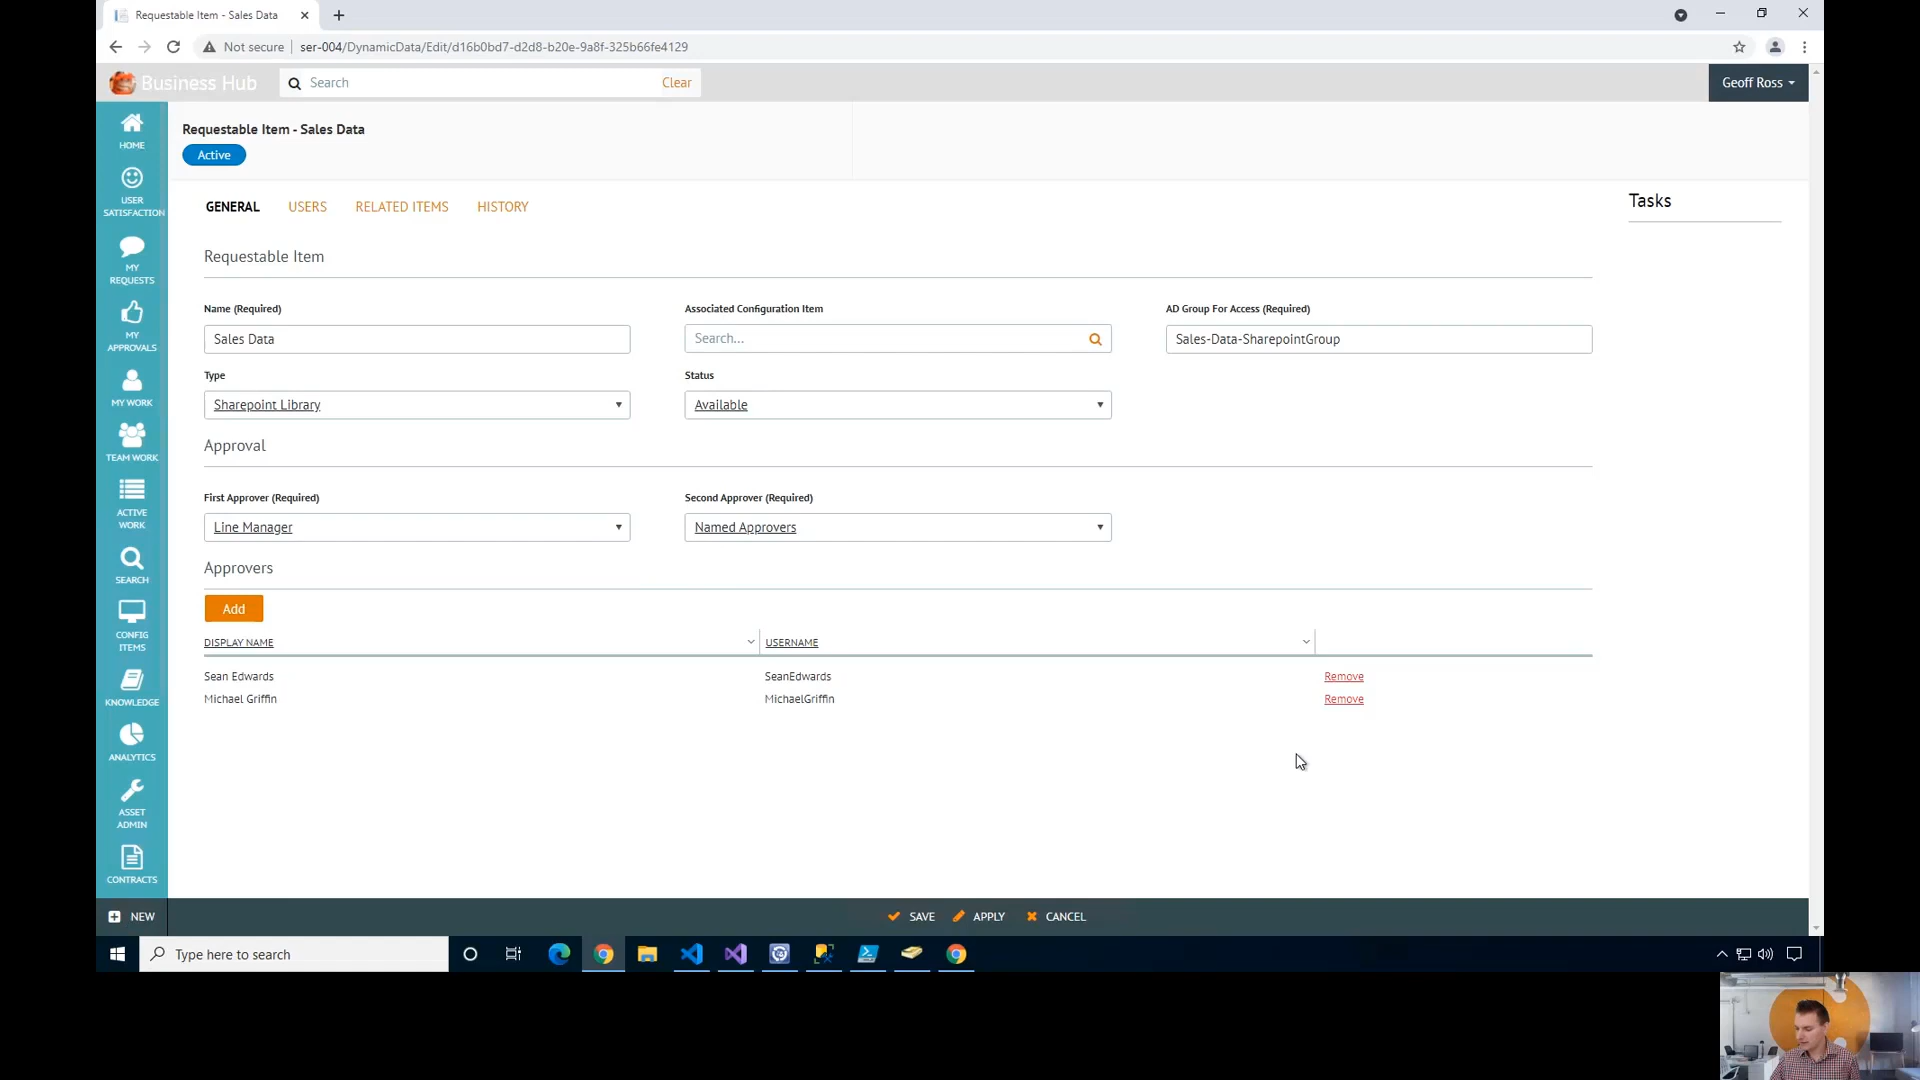 Requestable Item - Sales Data
Not secure | ser-004/DynamicData/Edit/d16b0bd7-d2d8-b20e-9a8f-325b66fe4129
Business Hub
Search
Clear
Geoff Ross
HOME
USER
SATISFACTION
MY
REQUESTS
MY
APPROVALS
MY WORK
TEAM WORK
ACTIVE
WORK
SEARCH
CONFIG
ITEMS
KNOWLEDGE
ANALYTICS
ASSET
ADMIN
CONTRACTS
NEW
Requestable Item - Sales Data
Active
GENERAL USERS RELATED ITEMS HISTORY
Tasks
Requestable Item
Name (Required)
Sales Data
Associated Configuration Item
Search...
AD Group For Access (Required)
Sales-Data-SharepointGroup
Type
Sharepoint Library
Status
Available
Approval
First Approver (Required)
Line Manager
Second Approver (Required)
Named Approvers
Approvers
Add
DISPLAY NAME USERNAME
Sean Edwards SeanEdwards Remove
Michael Griffin MichaelGriffin Remove
SAVE APPLY CANCEL
Type here to search